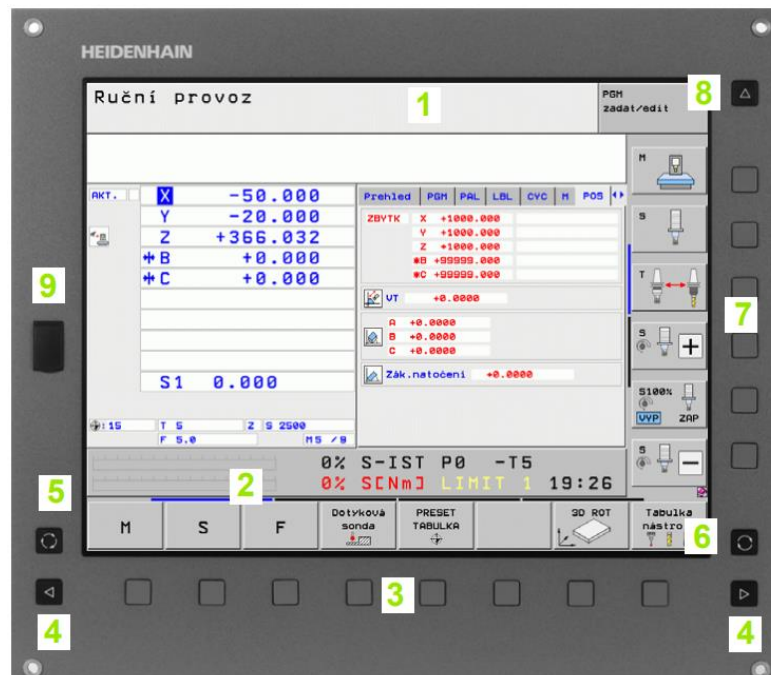 HEIDENHAIN
Ruční provoz
1
PGM
zadat/edit
8
M
AKT.
X -50.000
Y -20.000
Z +366.032
B +0.000
C +0.000
S1 0.000
: 15 T 5 Z S 2500
F 5.0 M5 / 9
Prehled PGM PAL LBL CYC M POS
ZBYTK X +1000.000
Y +1000.000
Z +1000.000
*B +99999.000
*C +99999.000
VT +0.0000
A +0.0000
B +0.0000
C +0.0000
Zák.natočení +0.0000
S
T
S
+
S100%
VYP ZAP
S
-
9
7
0% S-IST P0 -T5
0% S[Nm] LIMIT 1 19:26
2
5
M
S
F
Dotyková
sonda
PRESET
TABULKA
3D ROT
Tabulka
6
3
4
4